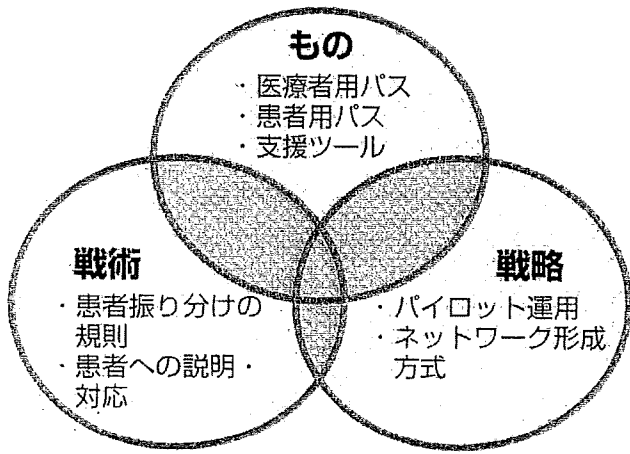 もの
・医療者用パス
・患者用パス
・支援ツール
戦術
・患者振り分けの
規則
・患者への説明・
対応
戦略
・パイロット運用
・ネットワーク形成
方式